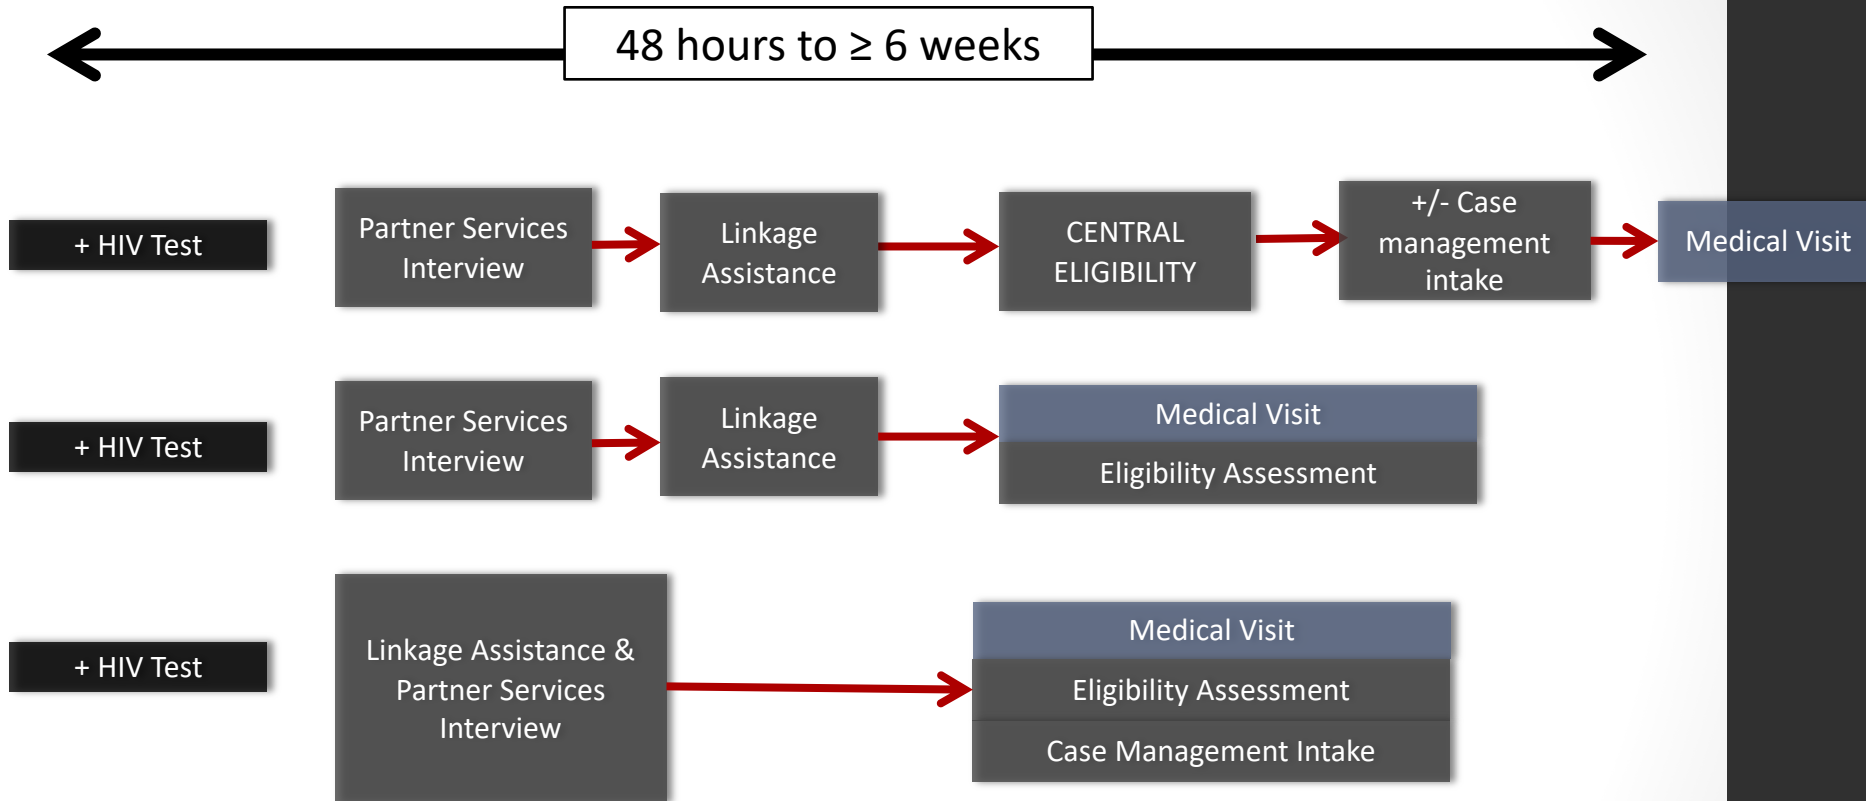 48 hours to ≥ 6 weeks
+ HIV Test
Partner Services
Interview
Linkage
Assistance
CENTRAL
ELIGIBILITY
+/- Case
management
intake
Medical Visit
+ HIV Test
Partner Services
Interview
Linkage
Assistance
Medical Visit
Eligibility Assessment
+ HIV Test
Linkage Assistance &
Partner Services
Interview
Medical Visit
Eligibility Assessment
Case Management Intake